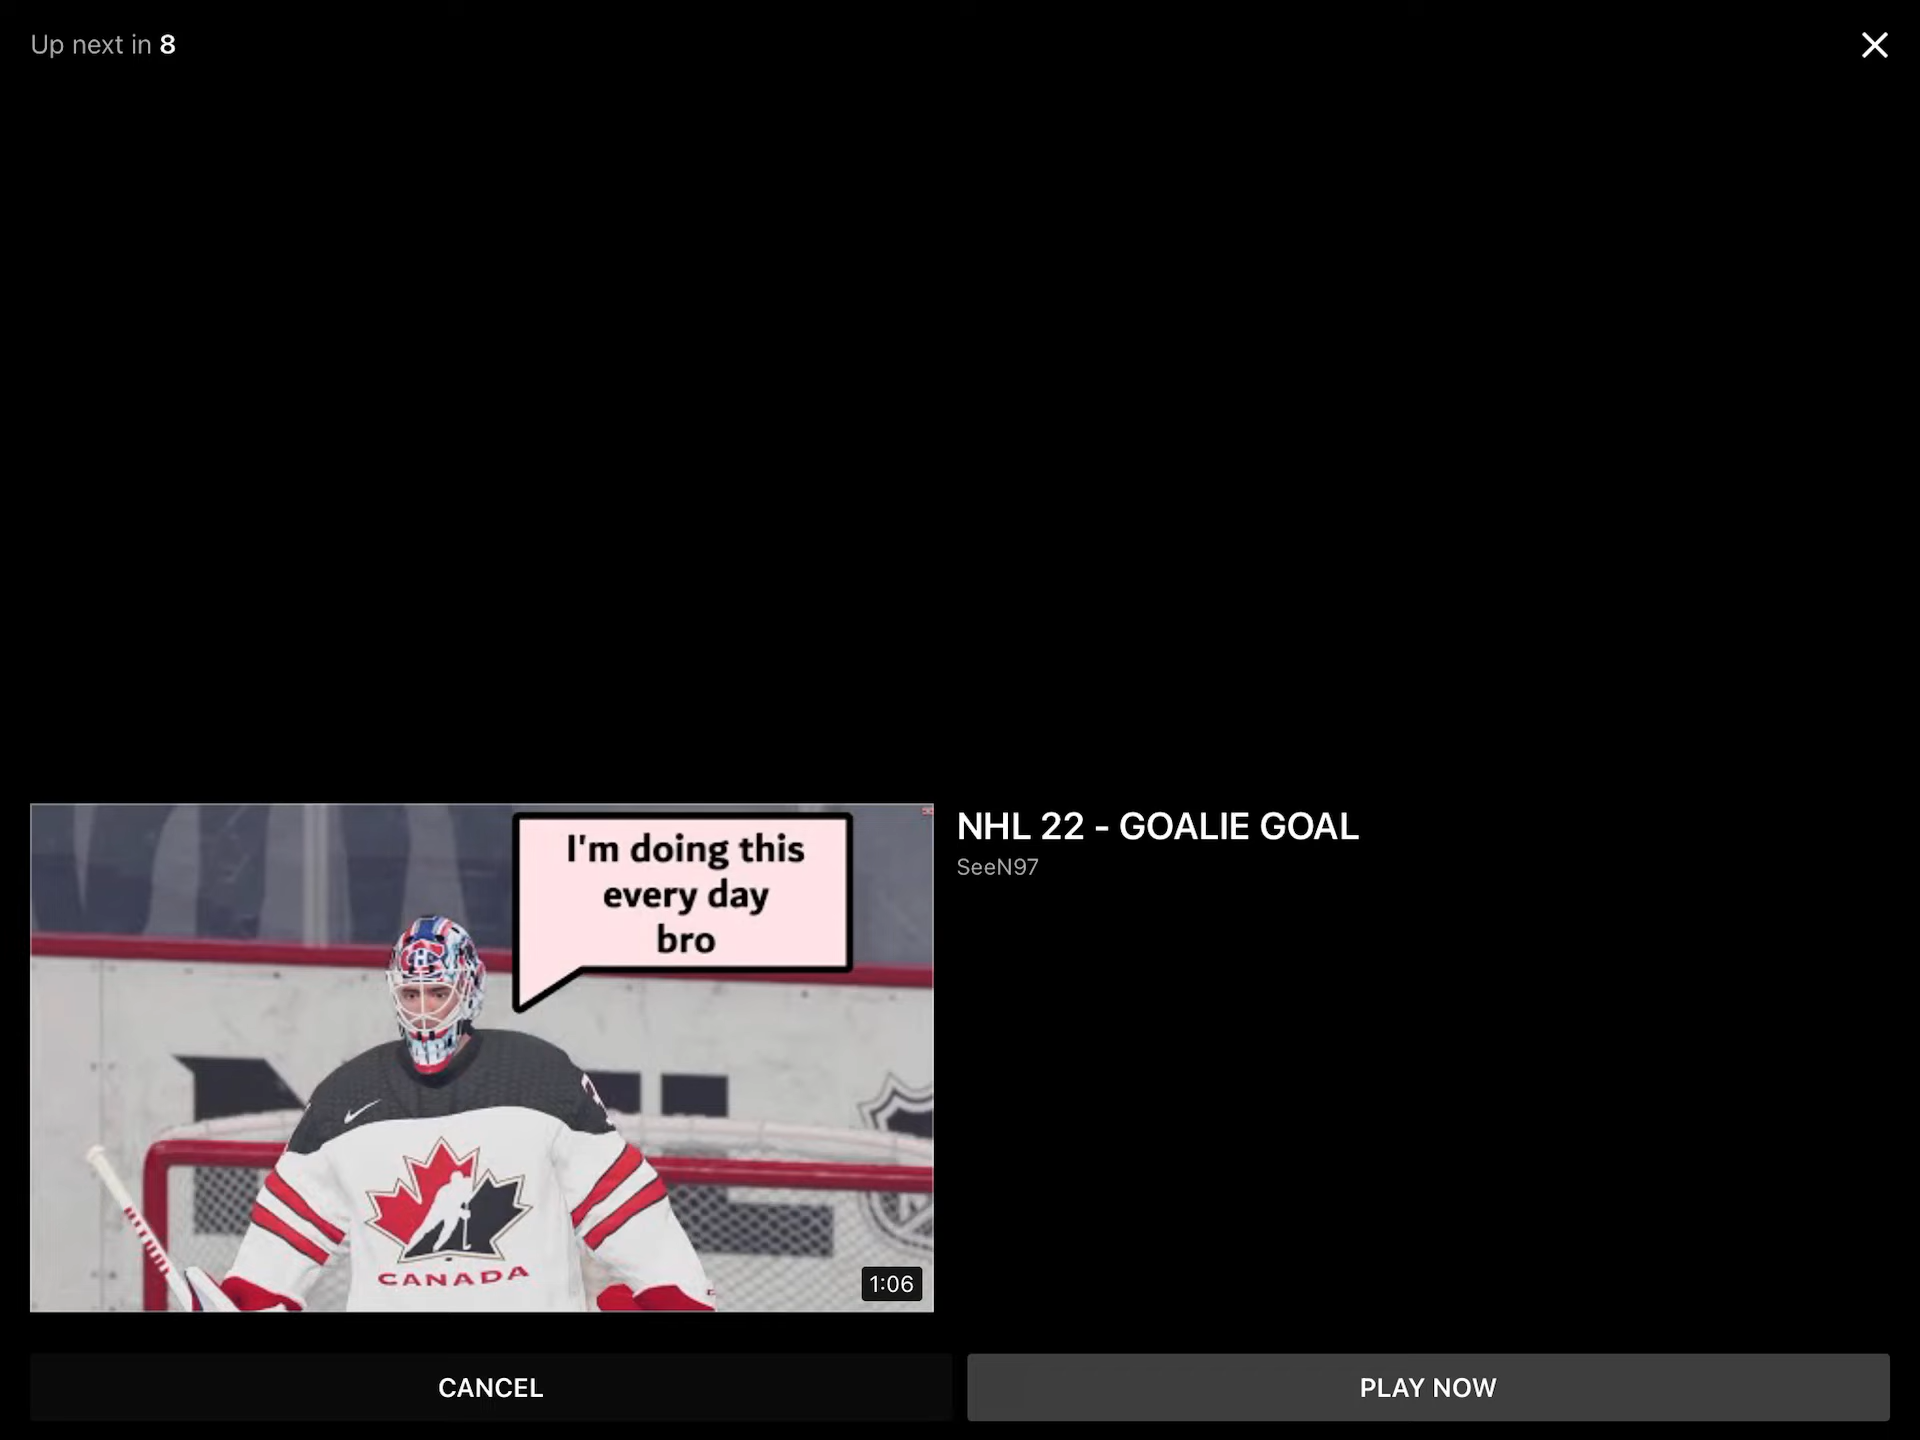 Up next in 8
I'm doing this
every day
bro
CANADA
1:06
NHL 22 - GOALIE GOAL
SeeN97
CANCEL
PLAY NOW